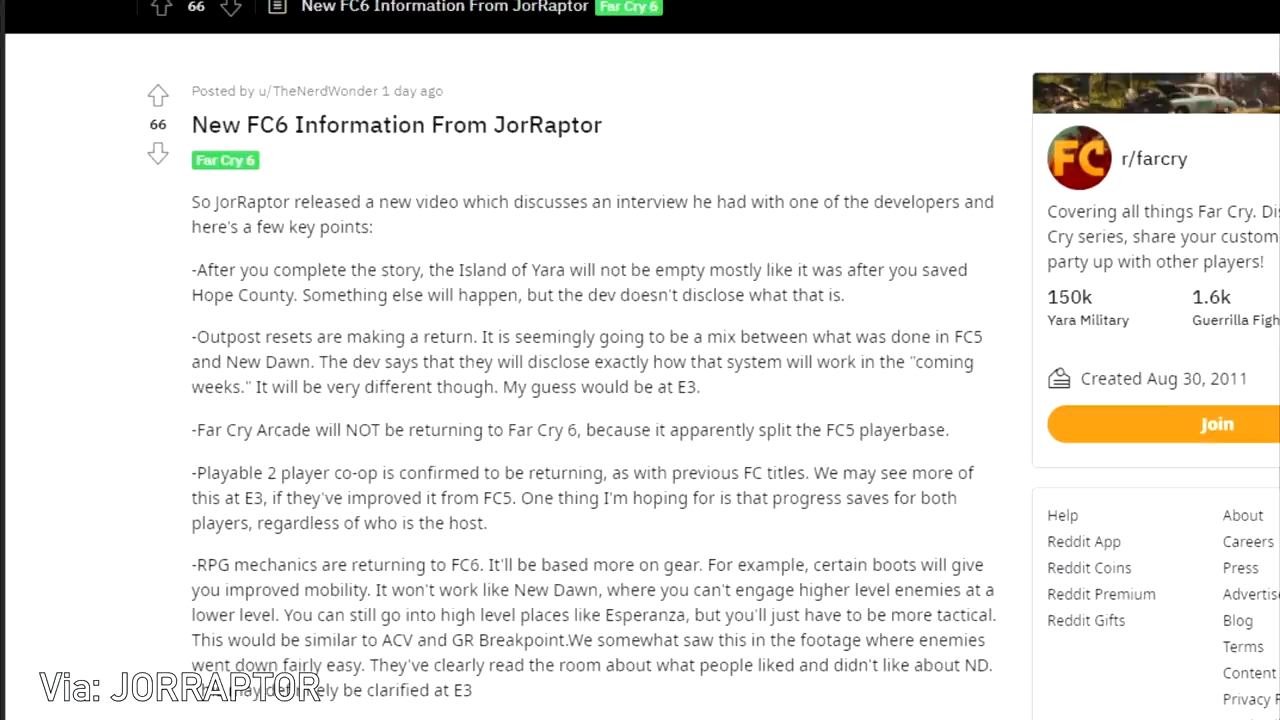 66
New FC6 Information From JorRaptor
Far Cry 6
Posted by u/TheNerdWonder 1 day ago
66
New FC6 Information From JorRaptor
Far Cry 6
So JorRaptor released a new video which discusses an interview he had with one of the developers and
here's a few key points:
-After you complete the story, the Island of Yara will not be empty mostly like it was after you saved
Hope County. Something else will happen, but the dev doesn't disclose what that is.
-Outpost resets are making a return. It is seemingly going to be a mix between what was done in FC5
and New Dawn. The dev says that they will disclose exactly how that system will work in the "coming
weeks." It will be very different though. My guess would be at E3.
-Far Cry Arcade will NOT be returning to Far Cry 6, because it apparently split the FC5 playerbase.
-Playable 2 player co-op is confirmed to be returning, as with previous FC titles. We may see more of
this at E3, if they've improved it from FC5. One thing I'm hoping for is that progress saves for both
players, regardless of who is the host.
-RPG mechanics are returning to FC6. It'll be based more on gear. For example, certain boots will give
you improved mobility. It won't work like New Dawn, where you can't engage higher level enemies at a
lower level. You can still go into high level places like Esperanza, but you'll just have to be more tactical.
This would be similar to ACV and GR Breakpoint.We somewhat saw this in the footage where enemies
went down fairly easy. They've clearly read the room about what people liked and didn't like about ND.
be clarified at E3
Via: JORRAPTOR
FC
r/farcry
Covering all things Far Cry. Di
Cry series, share your custom
party up with other players!
150k
1.6k
Yara Military
Guerrilla Figh
Created Aug 30, 2011
Join
Help
About
Reddit App
Careers
Reddit Coins
Press
Reddit Premium
Advertis
Reddit Gifts
Blog
Terms
Content
Privacy P